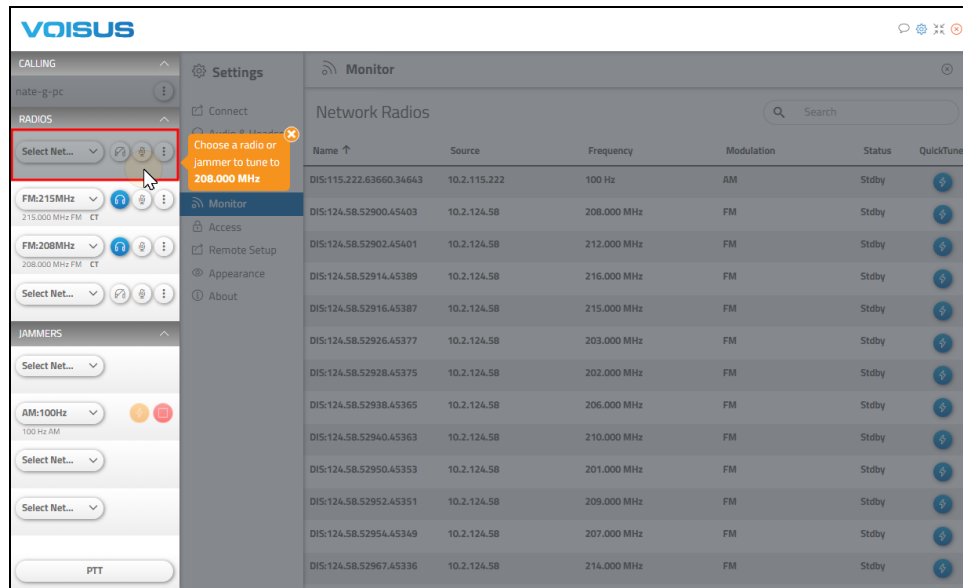 VOISUS
CALLING
nate-g-pc
RADIOS
Select Net...
FM:215MHz
215.000 MHz FM CT
FM:208MHz
208.000 MHz FM CT
Select Net...
JAMMERS
Select Net...
AM:100Hz
100 Hz AM
Select Net...
Select Net...
PTT
Settings
Connect
Audio & Headset
Choose a radio or
jammer to tune to
208.000 MHz
Monitor
Access
Remote Setup
Appearance
About
Monitor
Network Radios
Search
Name ↑ Source Frequency Modulation Status QuickTune
DIS:115.222.63660.34643 10.2.115.222 100 Hz AM Stdby
DIS:124.58.52900.45403 10.2.124.58 208.000 MHz FM Stdby
DIS:124.58.52902.45401 10.2.124.58 212.000 MHz FM Stdby
DIS:124.58.52914.45389 10.2.124.58 216.000 MHz FM Stdby
DIS:124.58.52916.45387 10.2.124.58 215.000 MHz FM Stdby
DIS:124.58.52926.45377 10.2.124.58 203.000 MHz FM Stdby
DIS:124.58.52928.45375 10.2.124.58 202.000 MHz FM Stdby
DIS:124.58.52938.45365 10.2.124.58 206.000 MHz FM Stdby
DIS:124.58.52940.45363 10.2.124.58 210.000 MHz FM Stdby
DIS:124.58.52950.45353 10.2.124.58 201.000 MHz FM Stdby
DIS:124.58.52952.45351 10.2.124.58 209.000 MHz FM Stdby
DIS:124.58.52954.45349 10.2.124.58 207.000 MHz FM Stdby
DIS:124.58.52967.45336 10.2.124.58 214.000 MHz FM Stdby